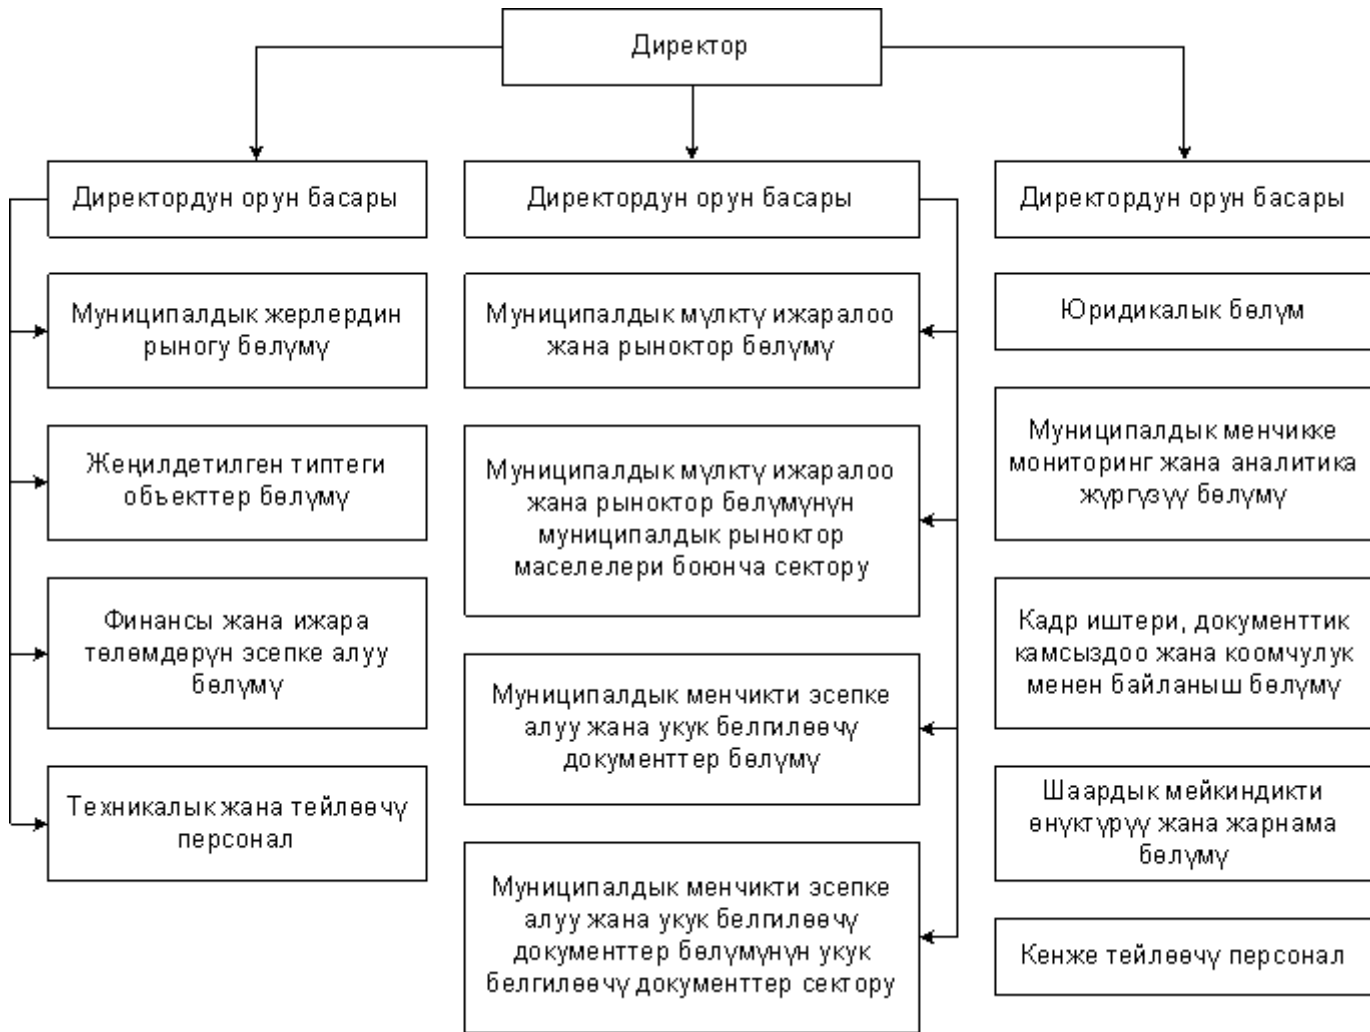 Директор
Директордун орун басары
Муниципалдык жерлердин
рыногу бөлүмү
Жеңилдетилген типтеги
объекттер бөлүмү
Финансы жана ижара
төлөмдөрүн эсепке алуу
бөлүмү
Техникалык жана тейлөөчү
персонал
Директордун орун басары
Муниципалдык мүлктү ижаралоо
жана рыноктор бөлүмү
Муниципалдык мүлктү ижаралоо
жана рыноктор бөлүмүнүн
муниципалдык рыноктор
маселелери боюнча сектору
Муниципалдык менчикти эсепке
алуу жана укук белгилөөчү
документтер бөлүмү
Муниципалдык менчикти эсепке
алуу жана укук белгилөөчү
документтер бөлүмүнүн укук
белгилөөчү документтер сектору
Директордун орун басары
Юридикалык бөлүм
Муниципалдык менчикке
мониторинг жана аналитика
жүргүзүү бөлүмү
Кадр иштери, документтик
камсыздоо жана коомчулук
менен байланыш бөлүмү
Шаардык мейкиндикти
өнүктүрүү жана жарнама
бөлүмү
Кенже тейлөөчү персонал